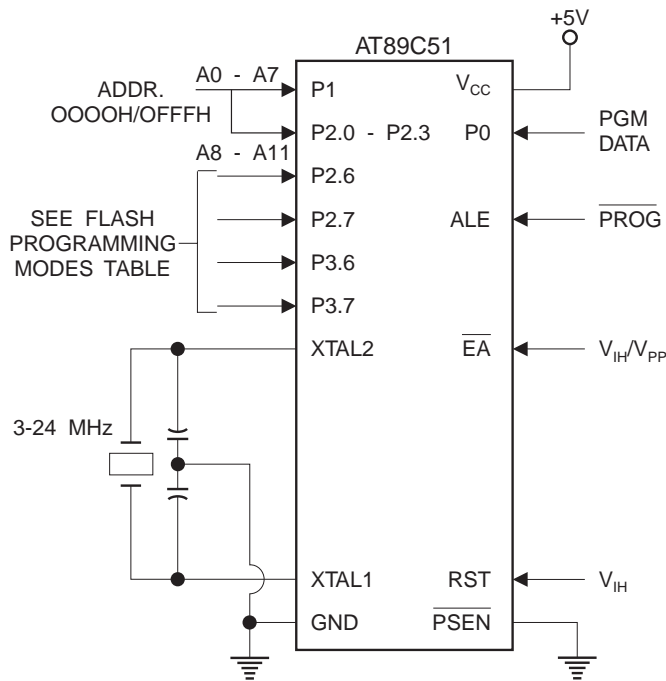 +5V
AT89C51
ADDR.
OOOOH/OFFFH
A0 - A7
P1
VCC
P2.0 - P2.3
P0
PGM
DATA
A8 - A11
P2.6
SEE FLASH
PROGRAMMING
MODES TABLE
P2.7
ALE
PROG
P3.6
P3.7
XTAL2
EA
VIH/VPP
3-24 MHz
XTAL1
RST
VIH
GND
PSEN